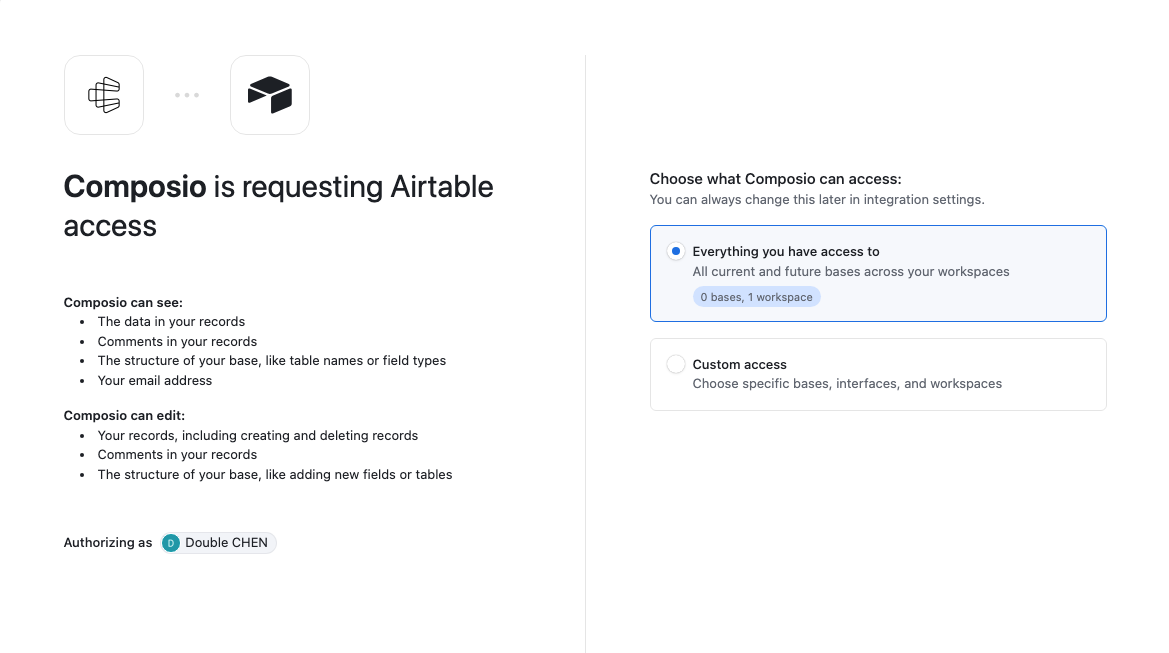 Composio is requesting Airtable
access
Composio can see:
• The data in your records
• Comments in your records
• The structure of your base, like table names or field types
• Your email address
Composio can edit:
• Your records, including creating and deleting records
• Comments in your records
• The structure of your base, like adding new fields or tables
Authorizing as D Double CHEN
Choose what Composio can access:
You can always change this later in integration settings.
Everything you have access to
All current and future bases across your workspaces
0 bases, 1 workspace
Custom access
Choose specific bases, interfaces, and workspaces